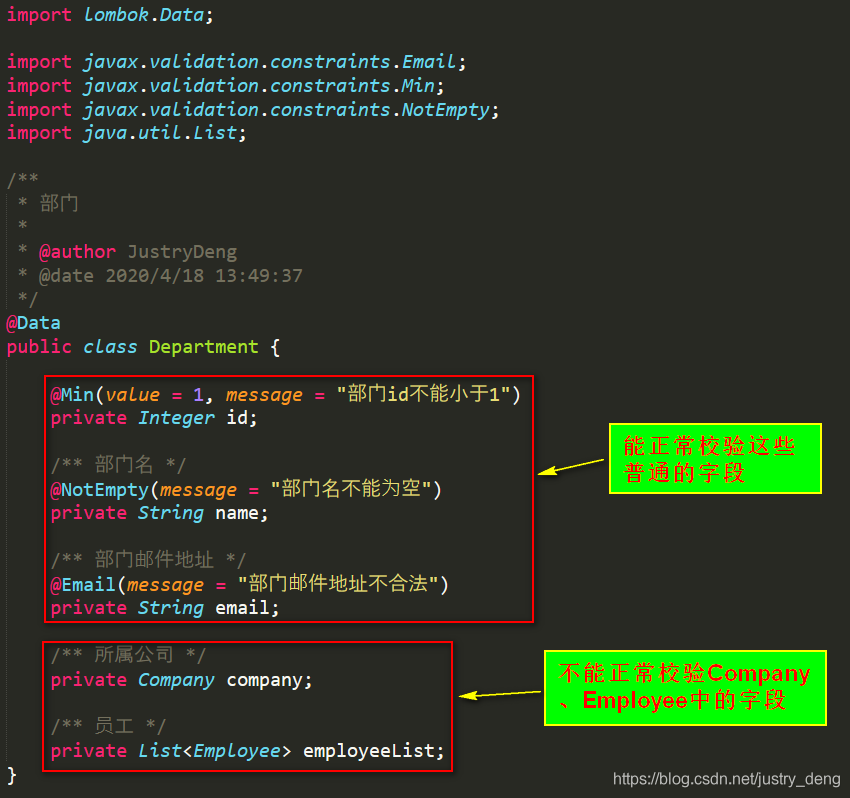 import lombok.Data;
import javax.validation.constraints.Email;
import javax.validation.constraints.Min;
import javax.validation.constraints.NotEmpty;
import java.util.List;
/**
 * 部门
 *
 * @author JustryDeng
 * @date 2020/4/18 13:49:37
 */
@Data
public class Department {
@Min(value = 1, message = "部门id不能小于1")
private Integer id;
/** 部门名 */
@NotEmpty(message = "部门名不能为空")
private String name;
/** 部门邮件地址 */
@Email(message = "部门邮件地址不合法")
private String email;
能正常校验这些
普通的字段
/** 所属公司 */
private Company company;
/** 员工 */
private List<Employee> employeeList;
不能正常校验Company
、Employee中的字段
}
https://blog.csdn.net/justry_deng